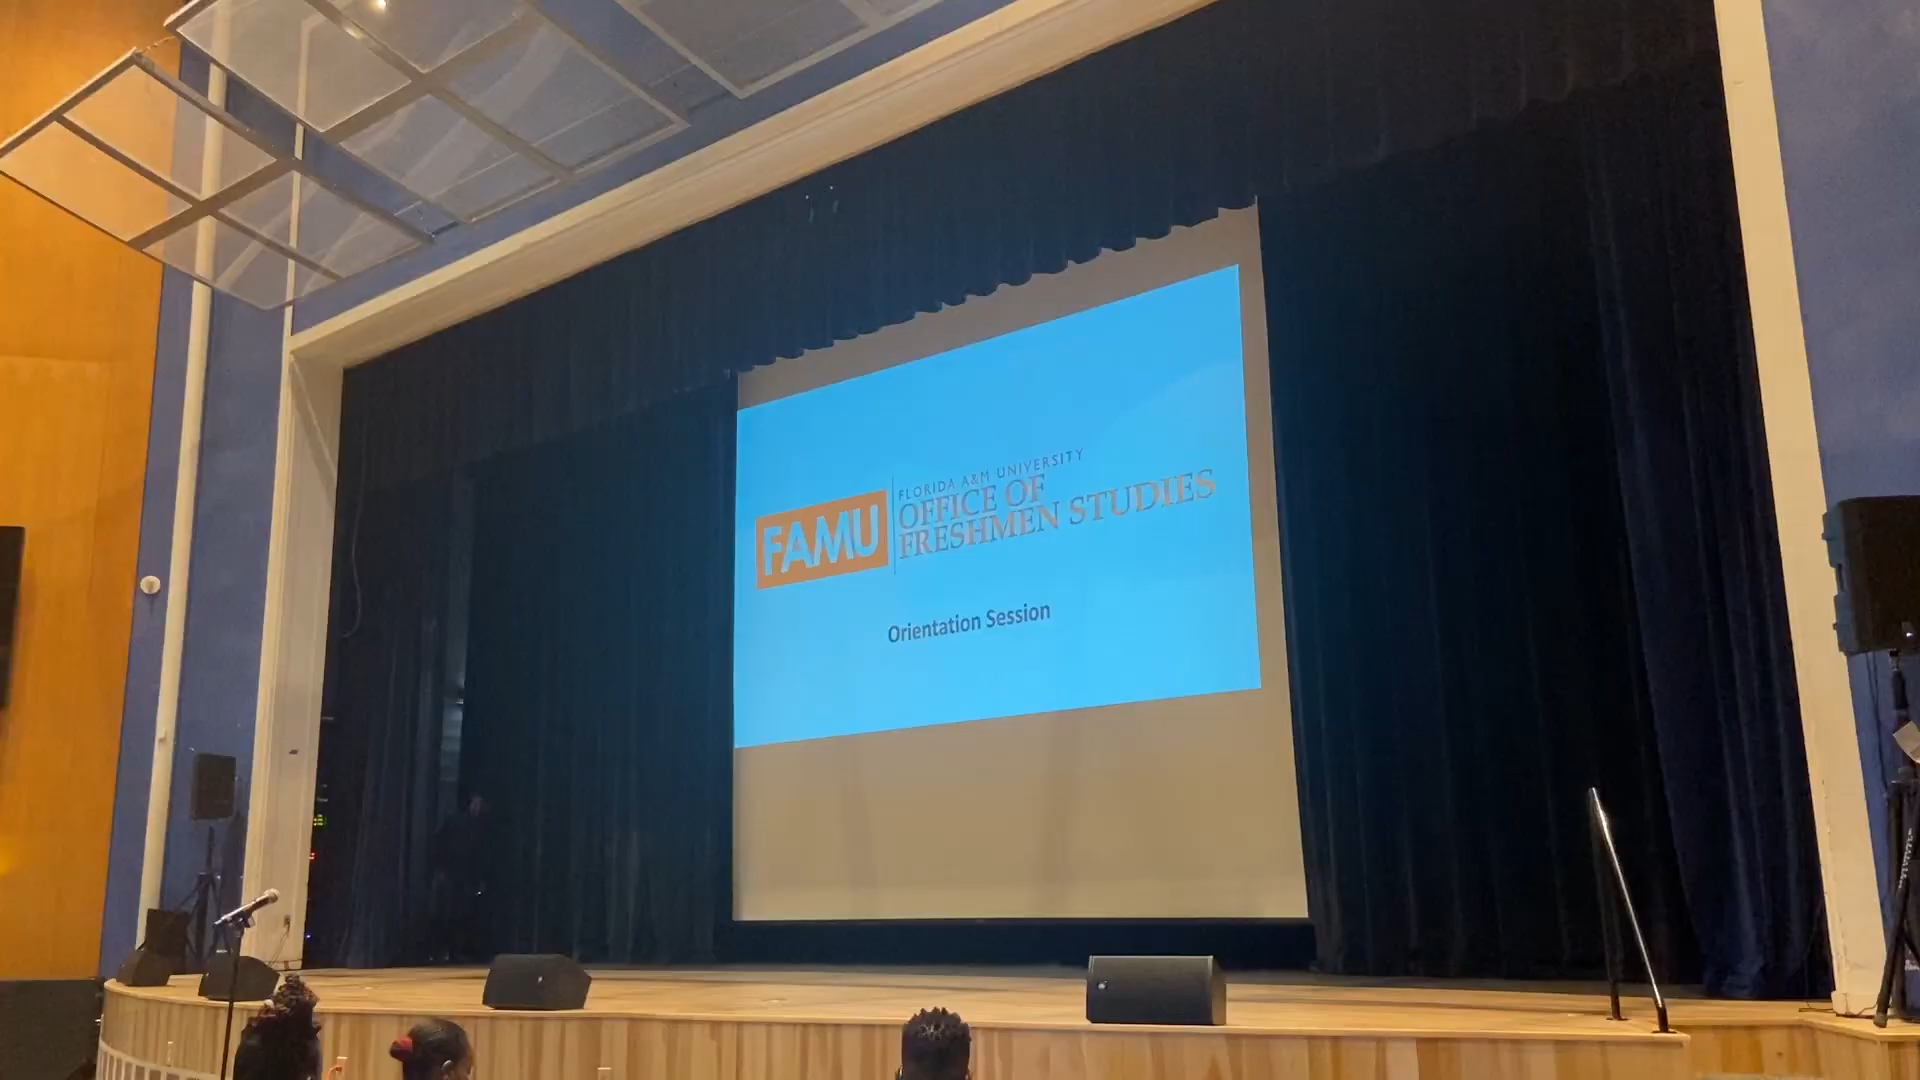 FAMU
FLORIDA A&M UNIVERSITY
OFFICE OF
FRESHMEN STUDIES
Orientation Session